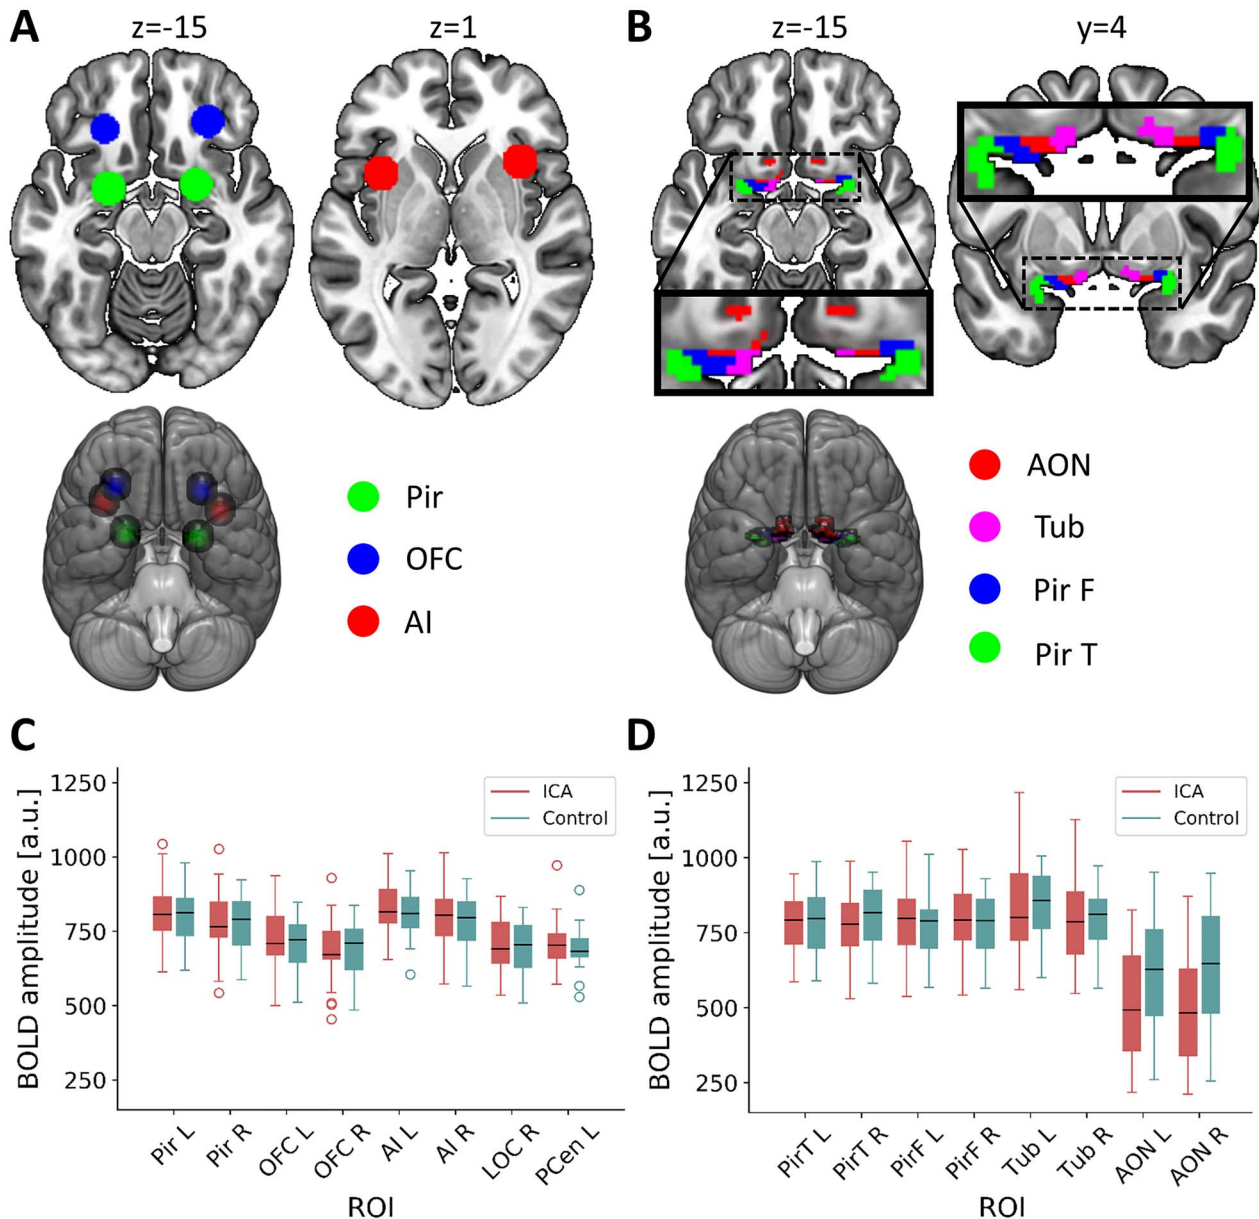 A
z=-15
z=1
B
z=-15
y=4
Pir
OFC
AI
AON
Tub
Pir F
Pir T
C
BOLD amplitude [a.u.]
1250
1000
750
500
250
ICA
Control
Pir L
Pir R
OFC L
OFC R
AI L
AI R
LOC R
PCen L
ROI
D
BOLD amplitude [a.u.]
1250
1000
750
500
250
ICA
Control
PirT L
PirT R
PirF L
PirF R
Tub L
Tub R
AON L
AON R
ROI